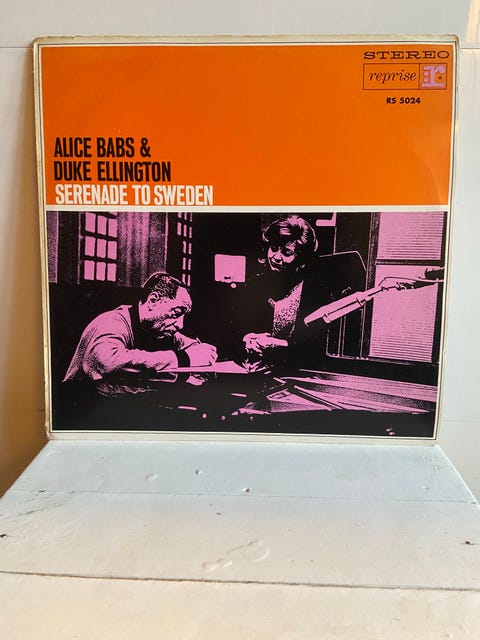 STEREO
reprise r
RS 5024
ALICE BABS &
DUKE ELLINGTON
SERENADE TO SWEDEN